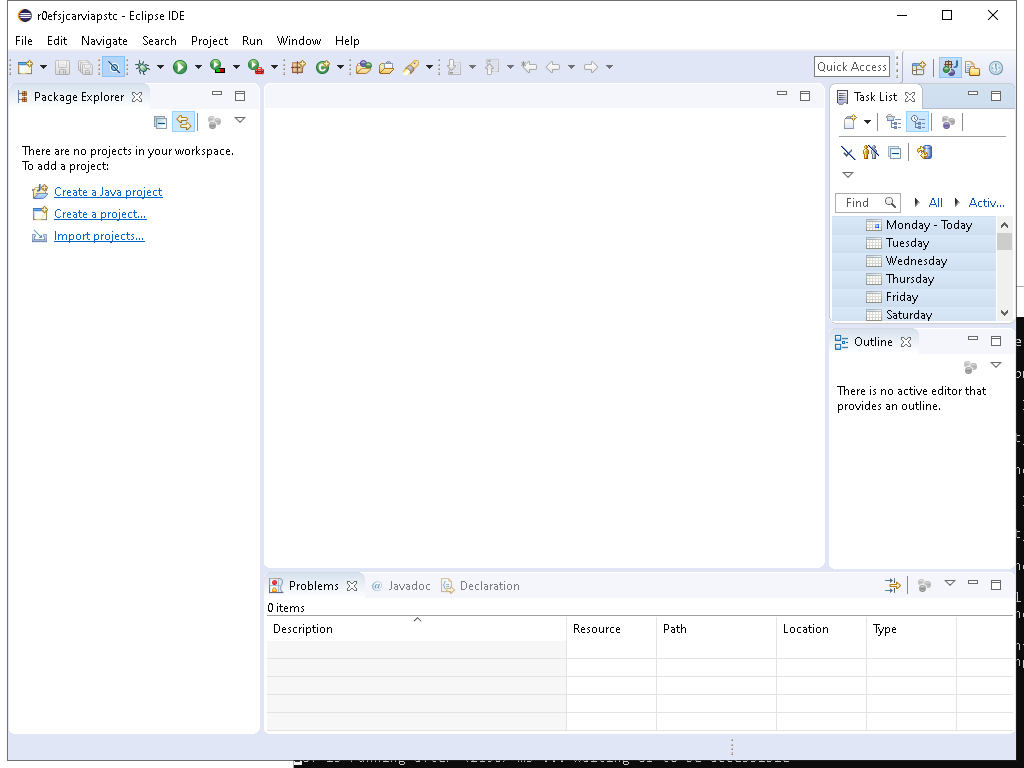 r0efsjcarviapstc - Eclipse IDE
File Edit Navigate Search Project Run Window Help
Quick Access
Package Explorer
There are no projects in your workspace.
To add a project:
Create a Java project
Create a project...
Import projects...
Task List
Find All Activ...
Monday - Today
Tuesday
Wednesday
Thursday
Friday
Saturday
Outline
There is no active editor that
provides an outline.
Problems @ Javadoc Declaration
0 items
Description Resource Path Location Type